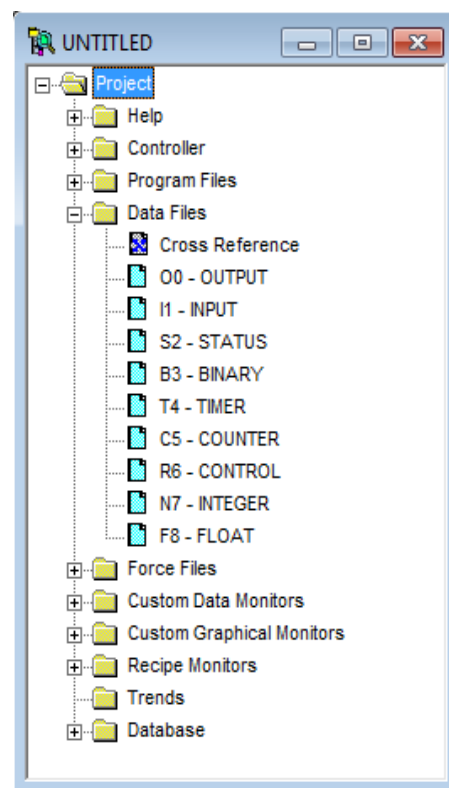 UNTITLED
Project
Help
Controller
Program Files
Data Files
Cross Reference
O0 - OUTPUT
I1 - INPUT
S2 - STATUS
B3 - BINARY
T4 - TIMER
C5 - COUNTER
R6 - CONTROL
N7 - INTEGER
F8 - FLOAT
Force Files
Custom Data Monitors
Custom Graphical Monitors
Recipe Monitors
Trends
Database